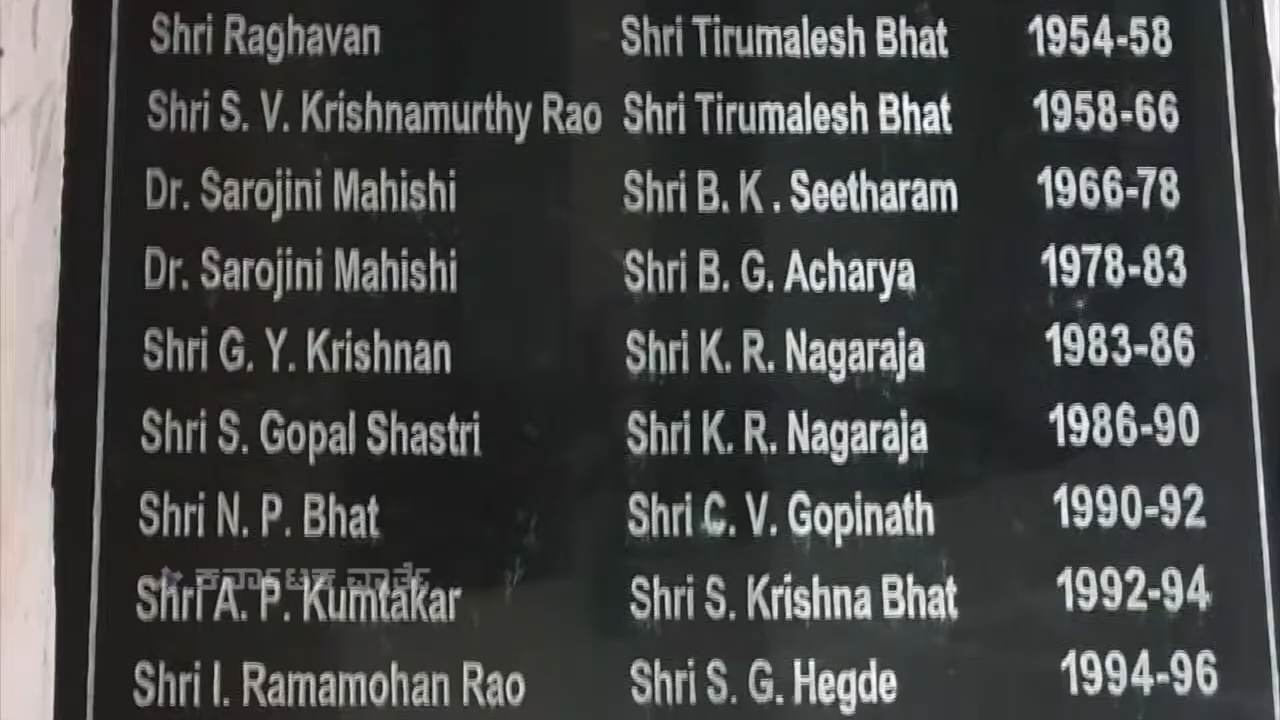 Shri Raghavan Shri Tirumalesh Bhat 1954-58
Shri S. V. Krishnamurthy Rao Shri Tirumalesh Bhat 1958-66
Dr. Sarojini Mahishi Shri B. K . Seetharam 1966-78
Dr. Sarojini Mahishi Shri B. G. Acharya 1978-83
Shri G. Y. Krishnan Shri K. R. Nagaraja 1983-86
Shri S. Gopal Shastri Shri K. R. Nagaraja 1986-90
Shri N. P. Bhat Shri C. V. Gopinath 1990-92
ಕರ್ನಾಟಕ
Shri A. P. Kumtakar Shri S. Krishna Bhat 1992-94
Shri I. Ramamohan Rao Shri S. G. Hegde 1994-96